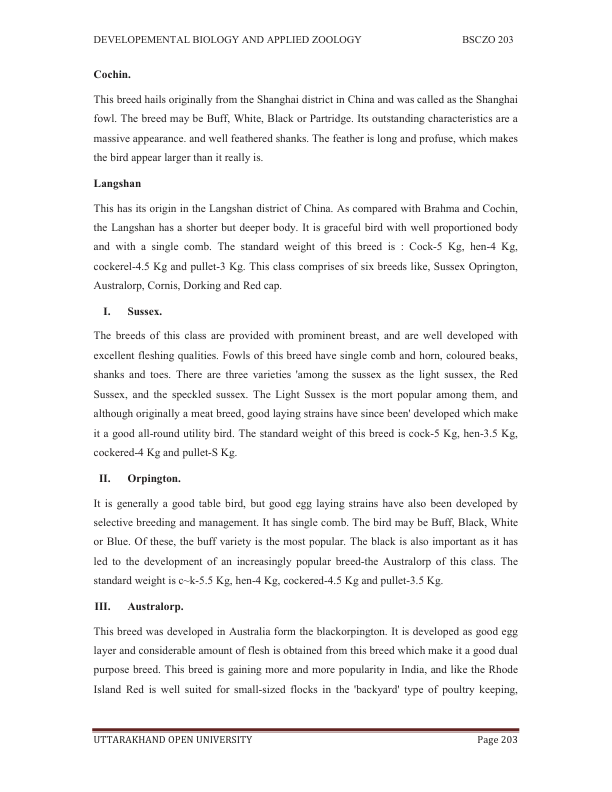 DEVELOPEMENTAL BIOLOGY AND APPLIED ZOOLOGY BSCZO 203
Cochin.
This breed hails originally from the Shanghai district in China and was called as the Shanghai
fowl. The breed may be Buff, White, Black or Partridge. Its outstanding characteristics are a
massive appearance. and well feathered shanks. The feather is long and profuse, which makes
the bird appear larger than it really is.
Langshan
This has its origin in the Langshan district of China. As compared with Brahma and Cochin,
the Langshan has a shorter but deeper body. It is graceful bird with well proportioned body
and with a single comb. The standard weight of this breed is : Cock-5 Kg, hen-4 Kg,
cockerel-4.5 Kg and pullet-3 Kg. This class comprises of six breeds like, Sussex Oprington,
Australorp, Cornis, Dorking and Red cap.
I. Sussex.
The breeds of this class are provided with prominent breast, and are well developed with
excellent fleshing qualities. Fowls of this breed have single comb and horn, coloured beaks,
shanks and toes. There are three varieties 'among the sussex as the light sussex, the Red
Sussex, and the speckled sussex. The Light Sussex is the mort popular among them, and
although originally a meat breed, good laying strains have since been' developed which make
it a good all-round utility bird. The standard weight of this breed is cock-5 Kg, hen-3.5 Kg,
cockered-4 Kg and pullet-S Kg.
II. Orpington.
It is generally a good table bird, but good egg laying strains have also been developed by
selective breeding and management. It has single comb. The bird may be Buff, Black, White
or Blue. Of these, the buff variety is the most popular. The black is also important as it has
led to the development of an increasingly popular breed-the Australorp of this class. The
standard weight is c~k-5.5 Kg, hen-4 Kg, cockered-4.5 Kg and pullet-3.5 Kg.
III. Australorp.
This breed was developed in Australia form the blackorpington. It is developed as good egg
layer and considerable amount of flesh is obtained from this breed which make it a good dual
purpose breed. This breed is gaining more and more popularity in India, and like the Rhode
Island Red is well suited for small-sized flocks in the 'backyard' type of poultry keeping,
UTTARAKHAND OPEN UNIVERSITY Page 203